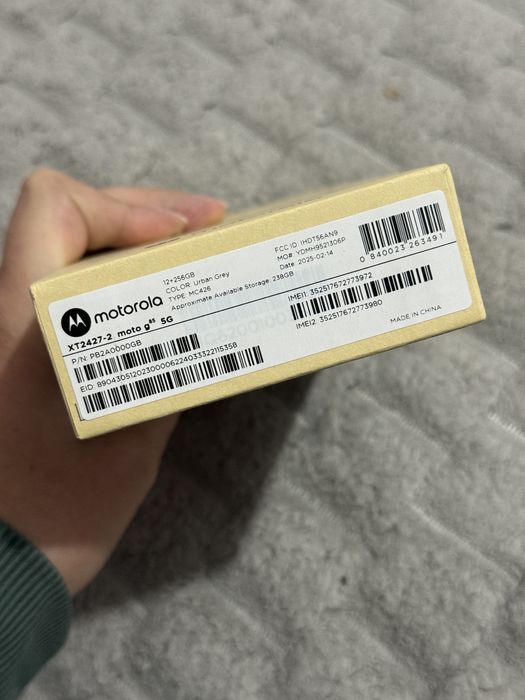 motorola
XT2427-2 moto g⁸⁵ 5G
P/N: PB2A0000GB
EID: 89043051202300006224033322115358
12+256GB
COLOR: Urban Grey
TYPE: MC426
Approximate Available Storage: 238GB
FCC ID: IHDT56AN9
MO#: YDMH9521306P
Date: 2025-02-14
0 840023 263491
IMEI1: 352517672773972
IMEI2: 352517672773980
MADE IN CHINA